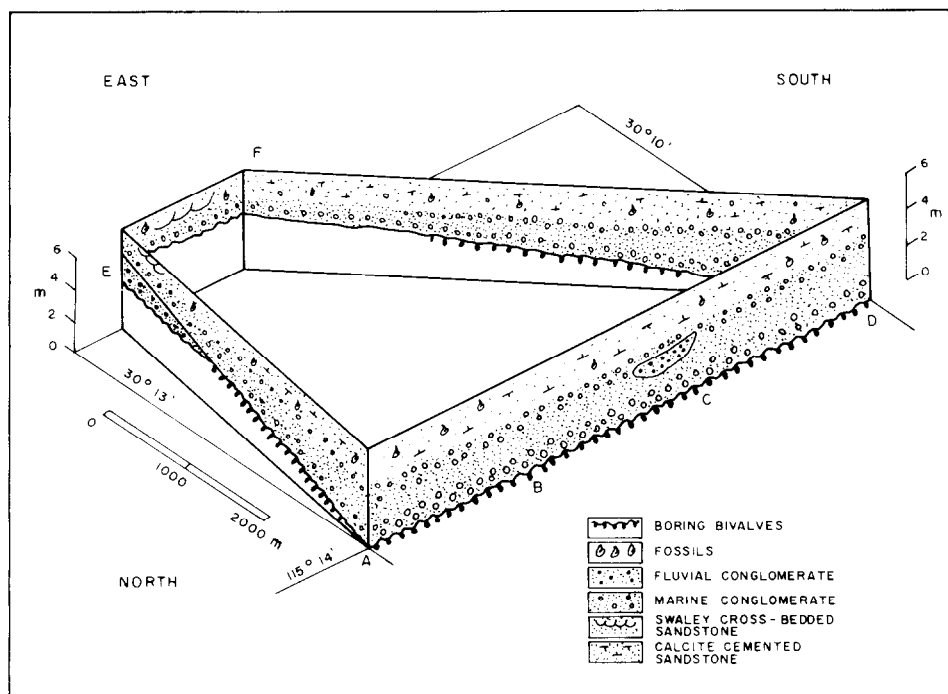 EAST
SOUTH
30° 10'
F
6
4
m
2
0
E
6
4
m
2
0
D
C
B
A
30° 13'
0
1000
2000 m
115° 14'
NORTH
BORING BIVALVES
FOSSILS
FLUVIAL CONGLOMERATE
MARINE CONGLOMERATE
SWALEY CROSS-BEDDED
SANDSTONE
CALCITE CEMENTED
SANDSTONE